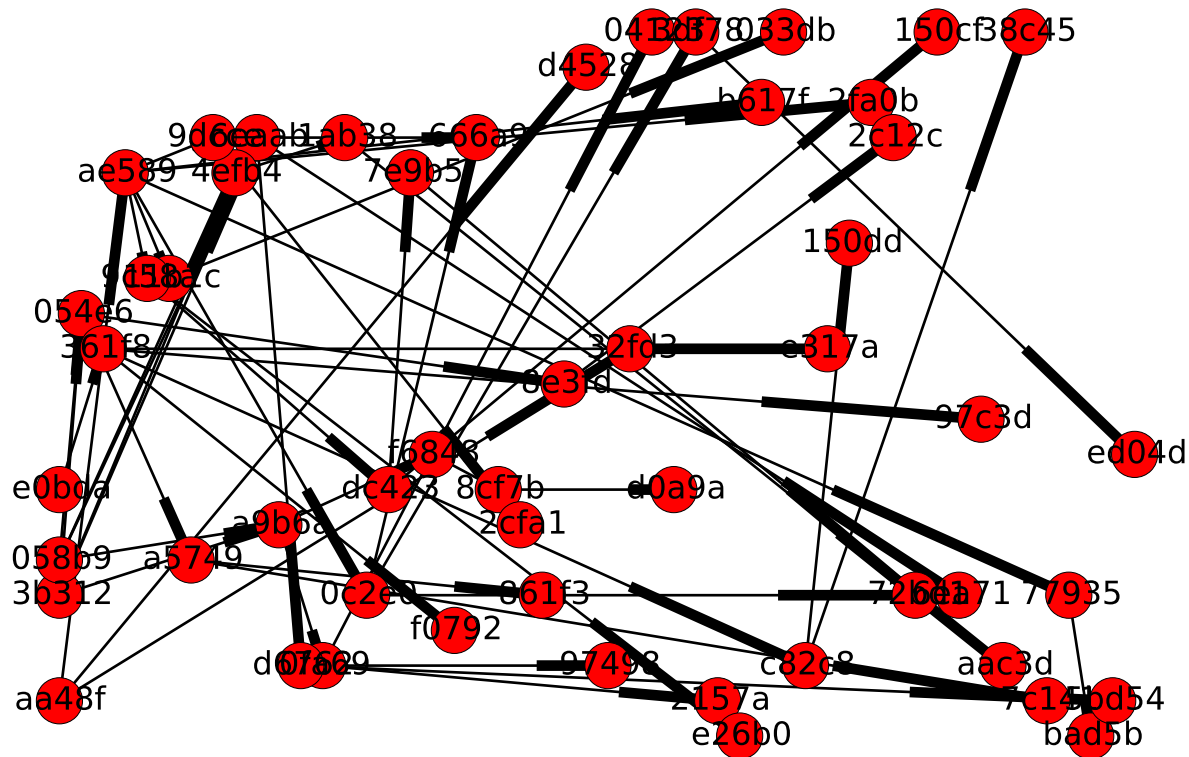 033db
150cf
38c45
d4528
b617f
2fa0b
2c12c
1ab38
666a9
ae589
4efb4
7e9b5
150dd
054e6
361f8
32fd3
e317a
8e3fd
97c3d
ed04d
f6848
e0bda
dc423
8cf7b
d0a9a
2cfa1
a9b6a
058b9
a5749
3b312
0c2e0
861f3
77935
f0792
97498
c82c8
aac3d
aa48f
2157a
e26b0
bad5b